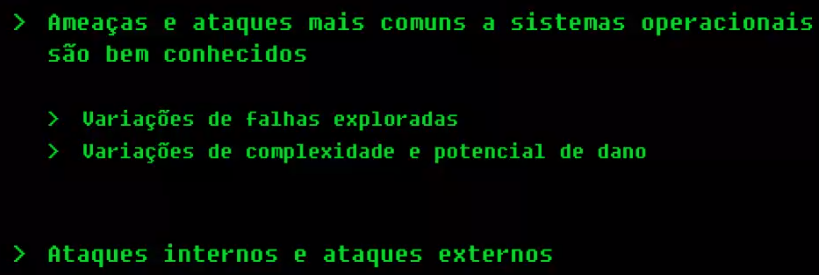 > Ameaças e ataques mais comuns a sistemas operacionais
são bem conhecidos
> Variações de falhas exploradas
> Variações de complexidade e potencial de dano
> Ataques internos e ataques externos